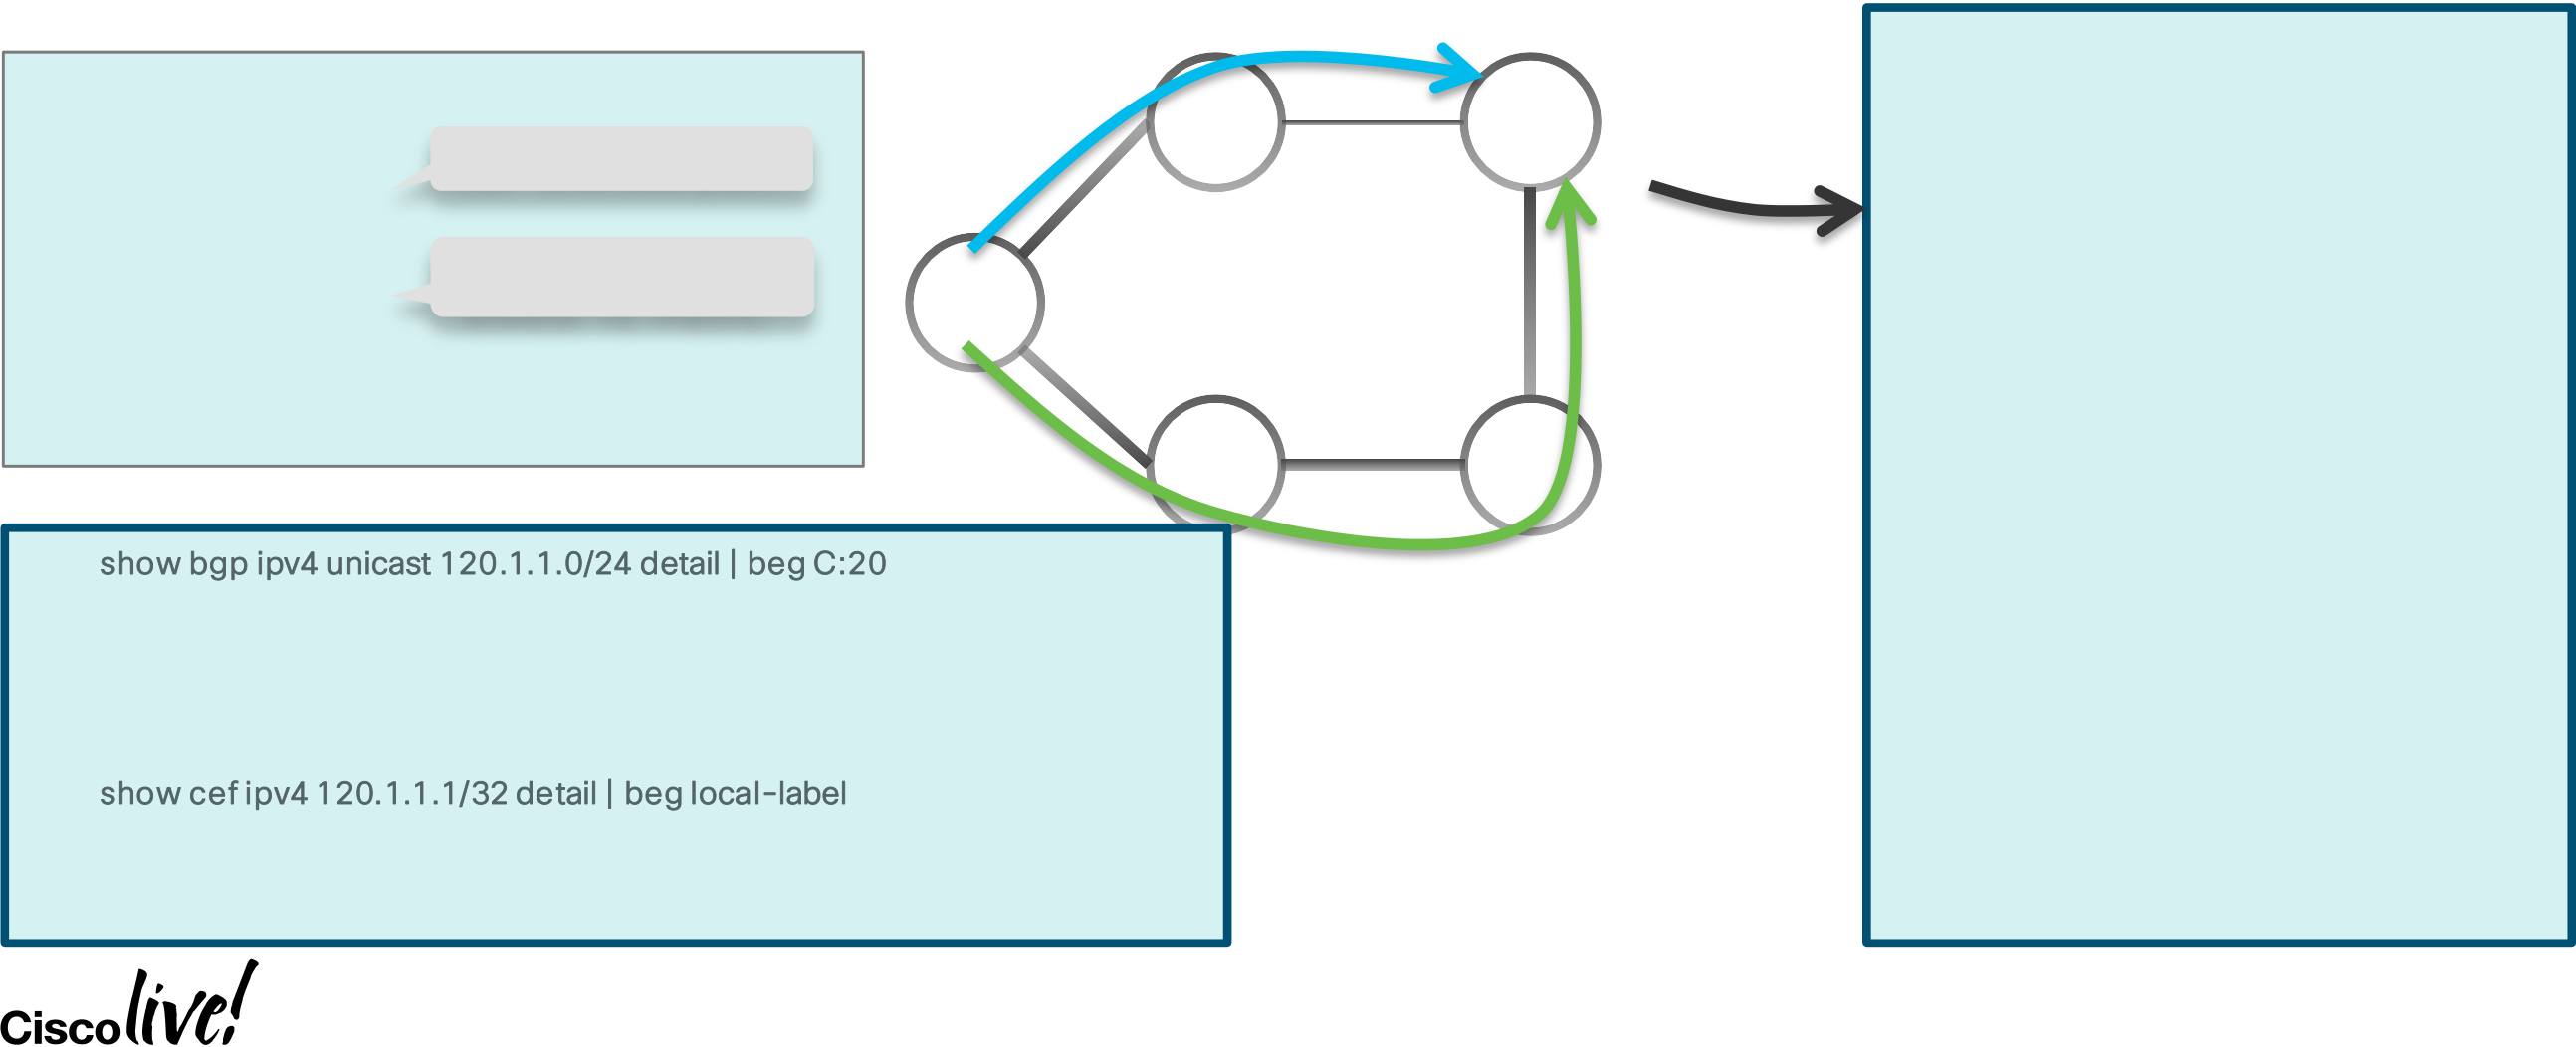 show bgp ipv4 unicast 120.1.1.0/24 detail | beg C:20
show cef ipv4 120.1.1.1/32 detail | beg local-label
Cisco live!